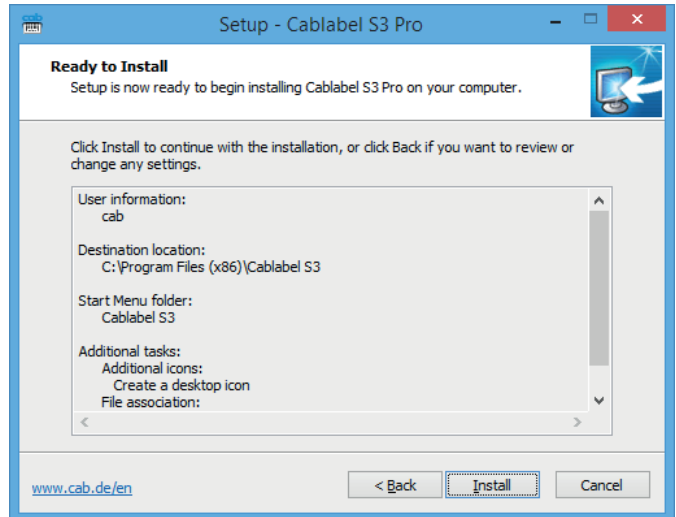 cab
Setup - Cablabel S3 Pro
Ready to Install
Setup is now ready to begin installing Cablabel S3 Pro on your computer.
Click Install to continue with the installation, or click Back if you want to review or
change any settings.
User information:
cab
Destination location:
C:\Program Files (x86)\Cablabel S3
Start Menu folder:
Cablabel S3
Additional tasks:
Additional icons:
Create a desktop icon
File association:
www.cab.de/en
< Back
Install
Cancel